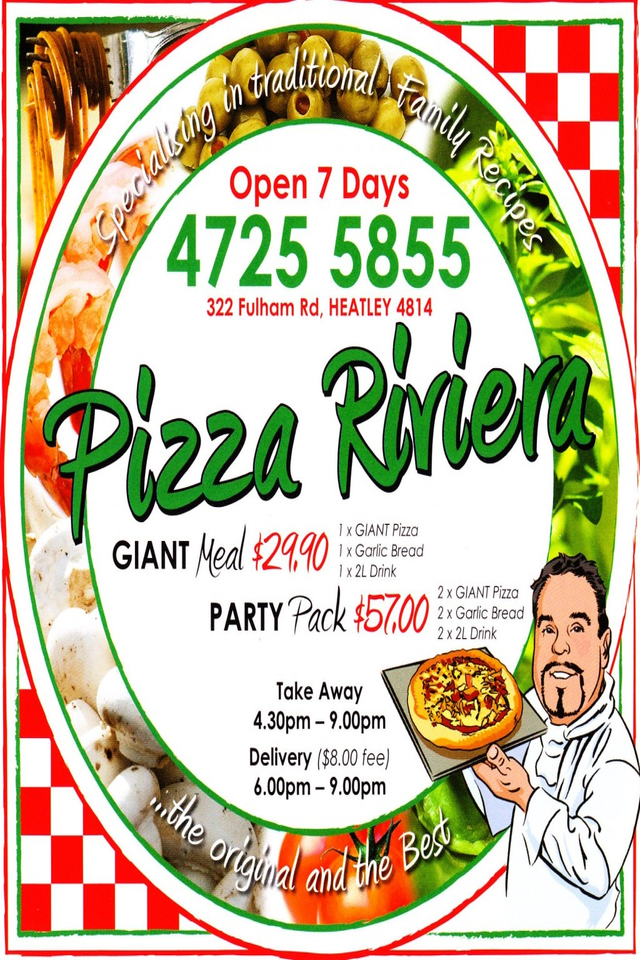 Specialising in traditional Family Recipes
Open 7 Days
4725 5855
322 Fulham Rd, HEATLEY 4814
Pizza Riviera
GIANT Meal $29.90
1 x GIANT Pizza
1 x Garlic Bread
1 x 2L Drink
PARTY Pack $57.00
2 x GIANT Pizza
2 x Garlic Bread
2 x 2L Drink
Take Away
4.30pm – 9.00pm
Delivery ($8.00 fee)
6.00pm – 9.00pm
...the original and the Best